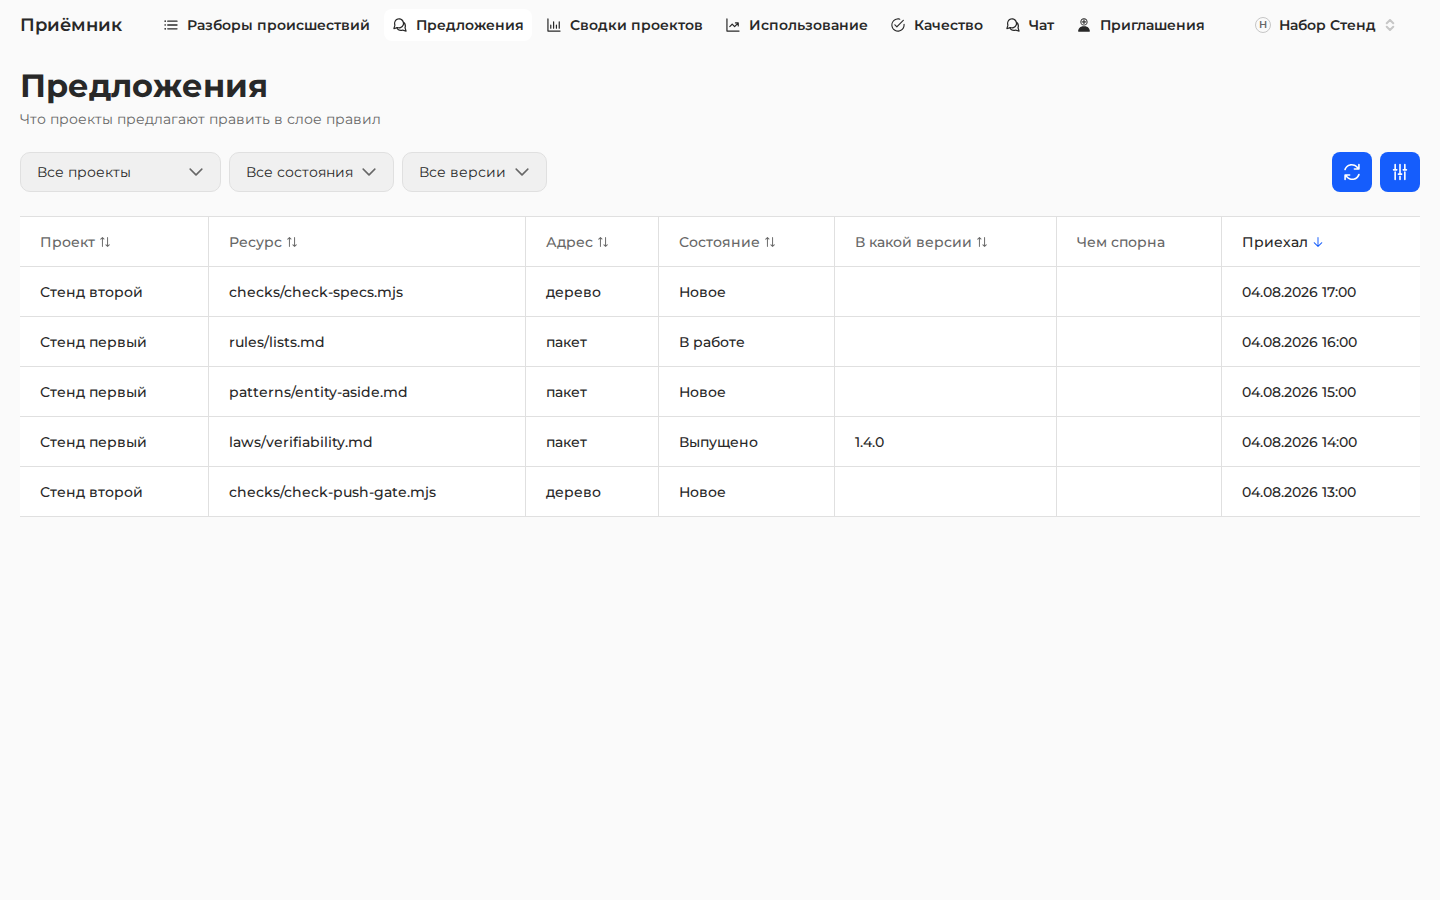 Приёмник Разборы происшествий Предложения Сводки проектов Использование Качество Чат Приглашения Н Набор Стенд
Предложения
Что проекты предлагают править в слое правил
Все проекты Все состояния Все версии
Проект Ресурс Адрес Состояние В какой версии Чем спорна Приехал
Стенд второй checks/check-specs.mjs дерево Новое 04.08.2026 17:00
Стенд первый rules/lists.md пакет В работе 04.08.2026 16:00
Стенд первый patterns/entity-aside.md пакет Новое 04.08.2026 15:00
Стенд первый laws/verifiability.md пакет Выпущено 1.4.0 04.08.2026 14:00
Стенд второй checks/check-push-gate.mjs дерево Новое 04.08.2026 13:00